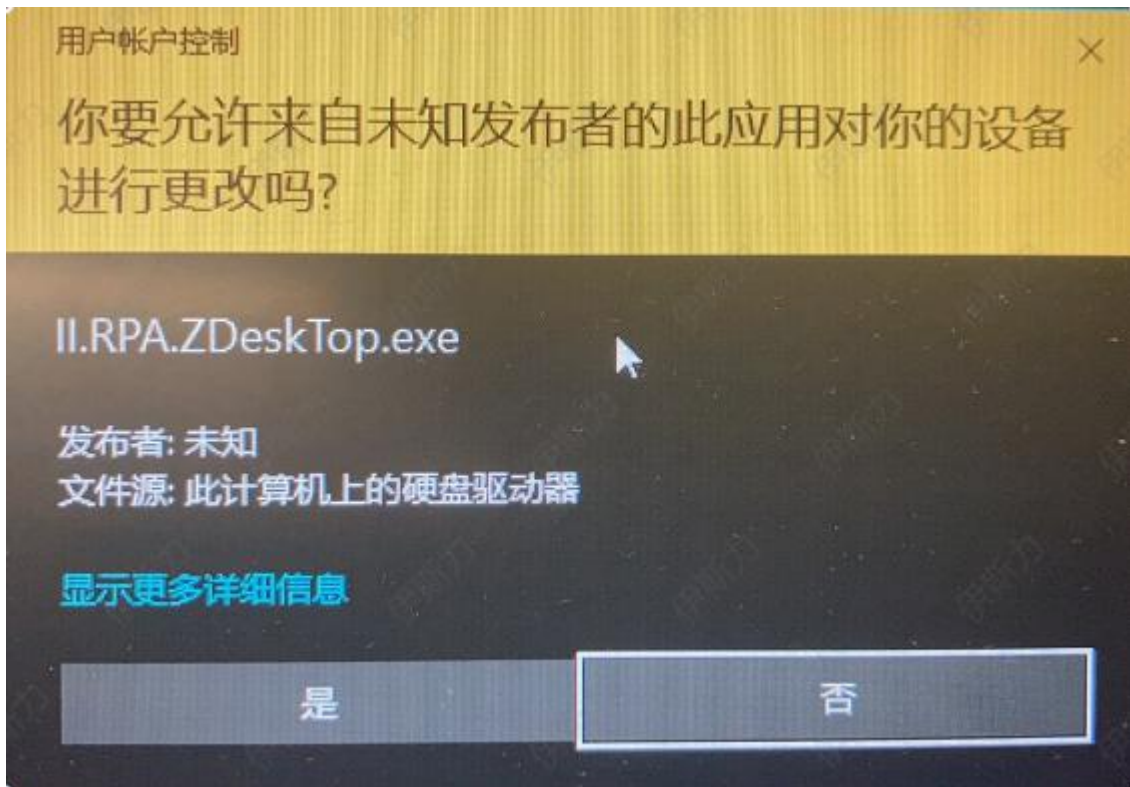 用户帐户控制
你要允许来自未知发布者的此应用对你的设备
进行更改吗?
II.RPA.ZDeskTop.exe
发布者: 未知
文件源: 此计算机上的硬盘驱动器
显示更多详细信息
是
否